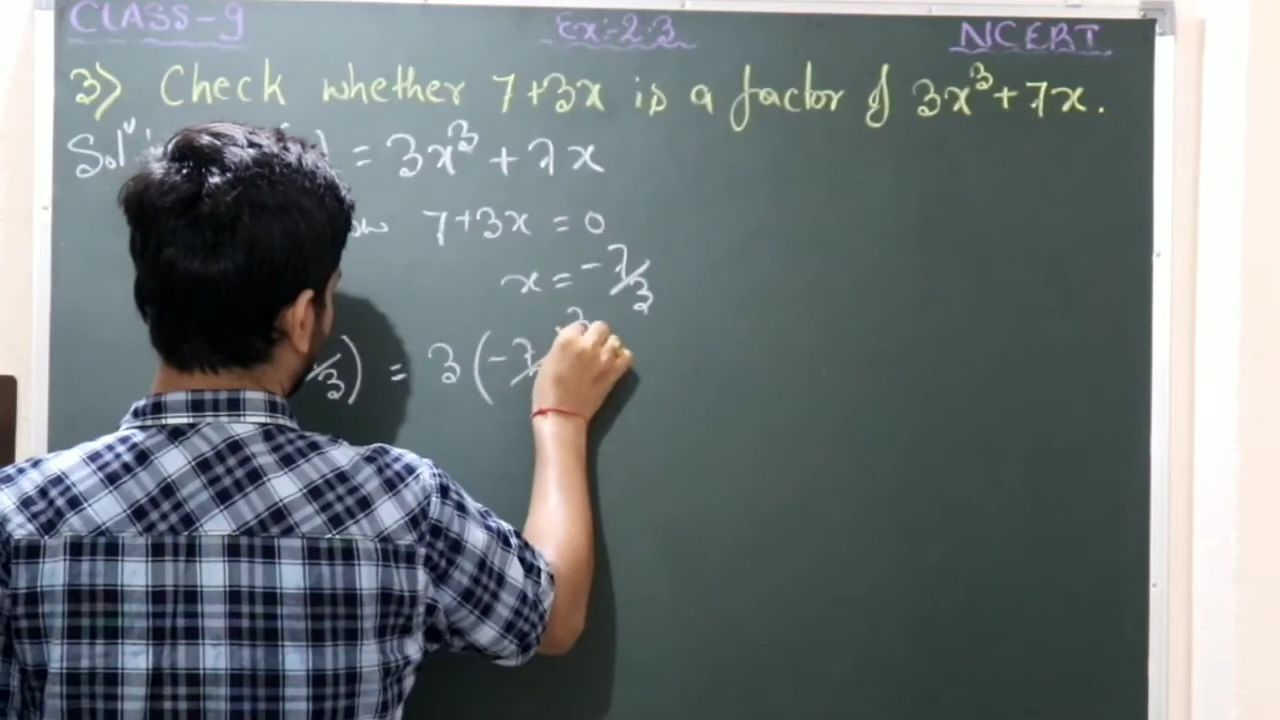 CLASS-9 Ex:-2.3 NCERT
3) Check whether 7+3x is a factor of 3x³+7x.
Solⁿ = 3x³ + 7x
7+3x = 0
x = -7/3
/3) = 3(-7/ 3